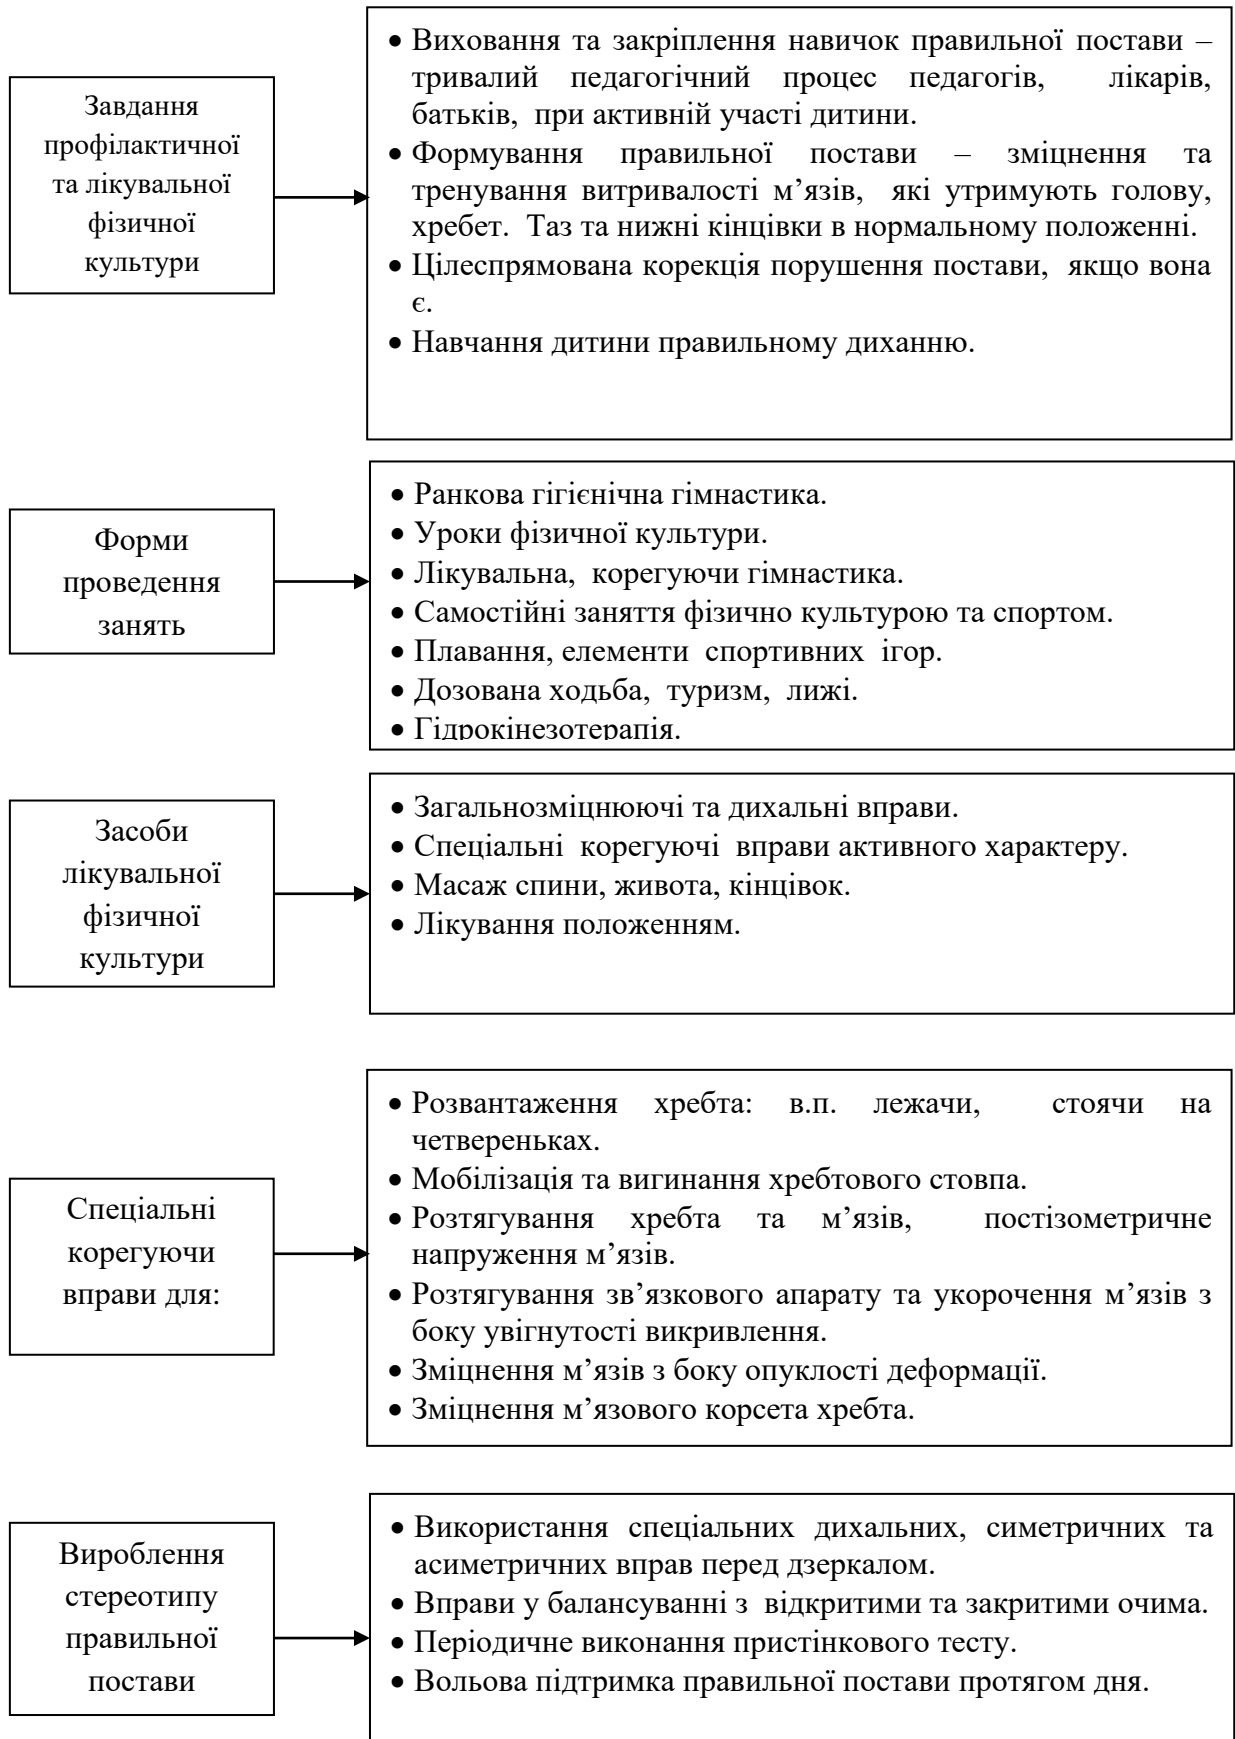 Завдання
профілактичної
та лікувальної
фізичної
культури
• Виховання та закріплення навичок правильної постави –
тривалий педагогічний процес педагогів, лікарів,
батьків, при активній участі дитини.
• Формування правильної постави – зміцнення та
тренування витривалості м’язів, які утримують голову,
хребет. Таз та нижні кінцівки в нормальному положенні.
• Цілеспрямована корекція порушення постави, якщо вона
є.
• Навчання дитини правильному диханню.
Форми
проведення
занять
• Ранкова гігієнічна гімнастика.
• Уроки фізичної культури.
• Лікувальна, корегуючи гімнастика.
• Самостійні заняття фізично культурою та спортом.
• Плавання, елементи спортивних ігор.
• Дозована ходьба, туризм, лижі.
• Гідрокінезотерапія.
Засоби
лікувальної
фізичної
культури
• Загальнозміцнюючі та дихальні вправи.
• Спеціальні корегуючі вправи активного характеру.
• Масаж спини, живота, кінцівок.
• Лікування положенням.
Спеціальні
корегуючи
вправи для:
• Розвантаження хребта: в.п. лежачи, стоячи на
четвереньках.
• Мобілізація та вигинання хребтового стовпа.
• Розтягування хребта та м’язів, постізометричне
напруження м’язів.
• Розтягування зв’язкового апарату та укорочення м’язів з
боку увігнутості викривлення.
• Зміцнення м’язів з боку опуклості деформації.
• Зміцнення м’язового корсета хребта.
Вироблення
стереотипу
правильної
постави
• Використання спеціальних дихальних, симетричних та
асиметричних вправ перед дзеркалом.
• Вправи у балансуванні з відкритими та закритими очима.
• Періодичне виконання пристінкового тесту.
• Вольова підтримка правильної постави протягом дня.